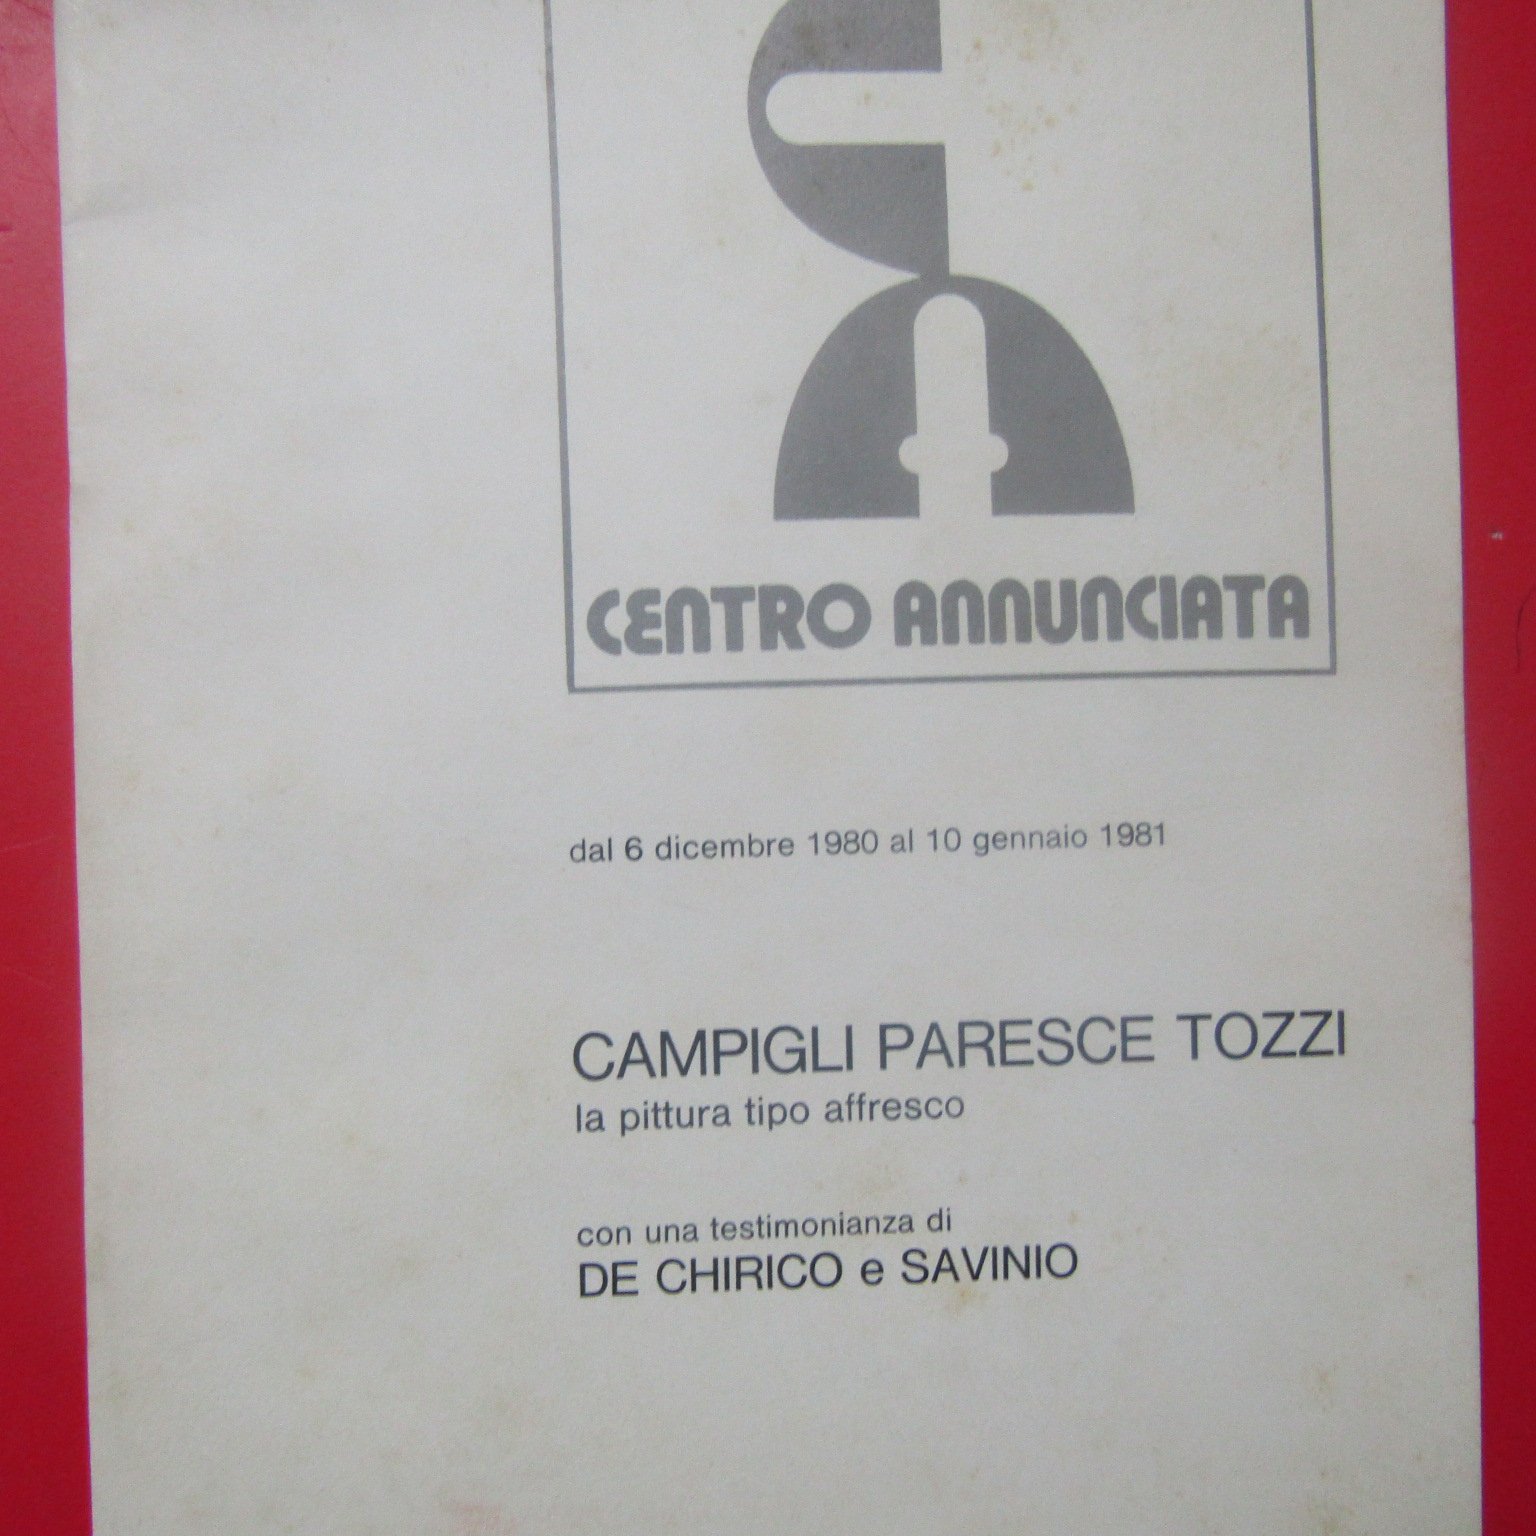 CENTRO ANNUNCIATA
dal 6 dicembre 1980 al 10 gennaio 1981
CAMPIGLI PARESCE TOZZI
la pittura tipo affresco
con una testimonianza di
DE CHIRICO e SAVINIO